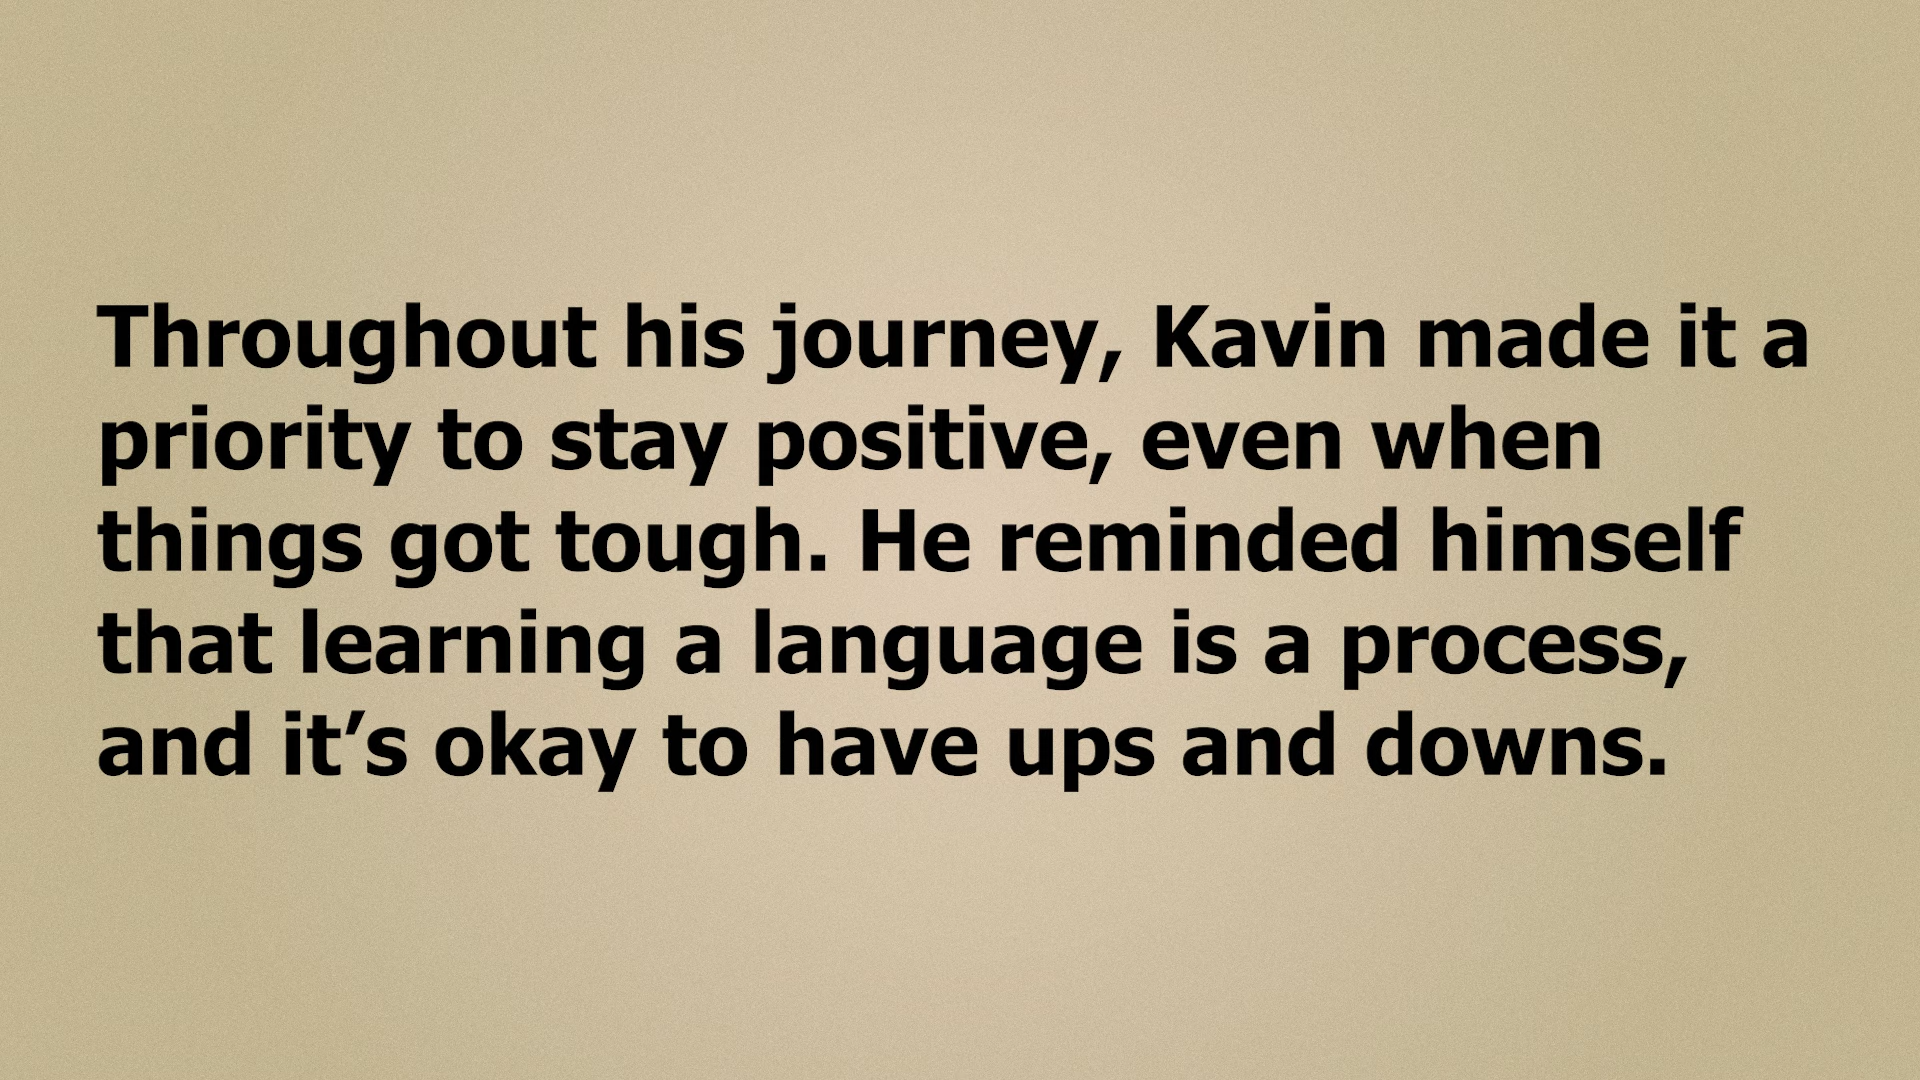 Throughout his journey, Kavin made it a
priority to stay positive, even when
things got tough. He reminded himself
that learning a language is a process,
and it’s okay to have ups and downs.